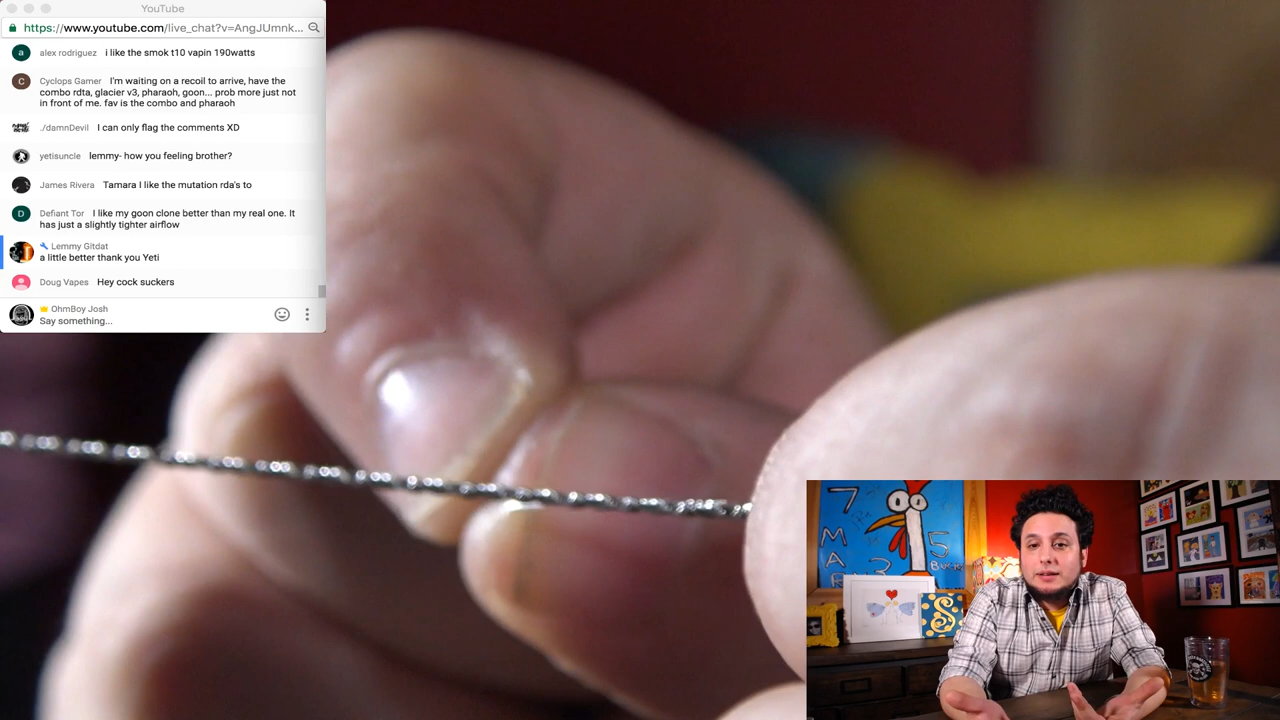 YouTube
https://www.youtube.com/live_chat?v=AngJUmnk...
a alex rodriguez i like the smok t10 vapin 190watts
C Cyclops Gamer I'm waiting on a recoil to arrive, have the
combo rdta, glacier v3, pharaoh, goon... prob more just not
in front of me. fav is the combo and pharaoh
./damnDevil I can only flag the comments XD
yetisuncle lemmy- how you feeling brother?
James Rivera Tamara I like the mutation rda's to
D Defiant Tor I like my goon clone better than my real one. It
has just a slightly tighter airflow
Lemmy Gitdat
a little better thank you Yeti
Doug Vapes Hey cock suckers
OhmBoy Josh
Say something...
7
5
S